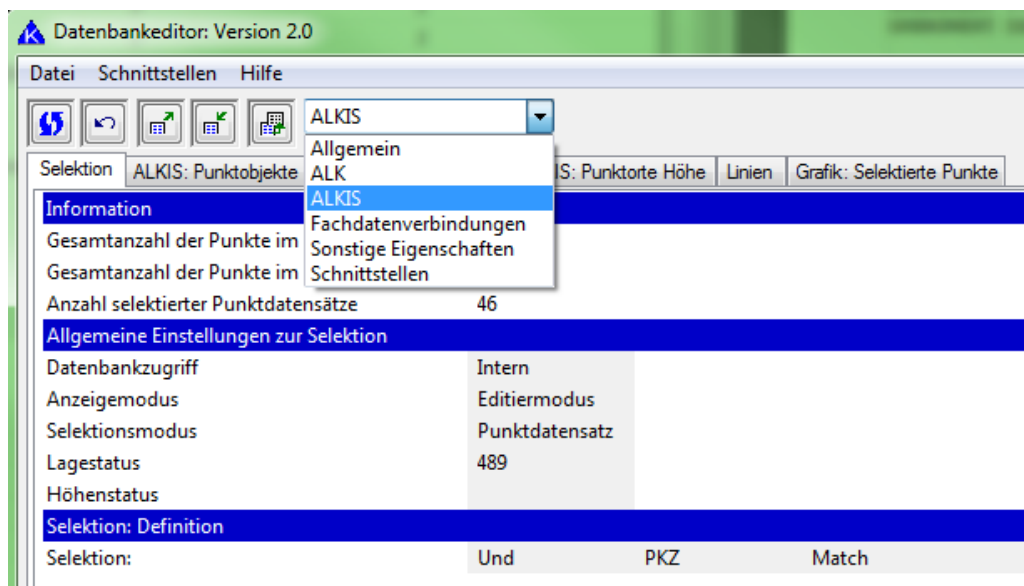 Datenbankeditor: Version 2.0
Datei Schnittstellen Hilfe
ALKIS
Allgemein
ALK
ALKIS
Fachdatenverbindungen
Sonstige Eigenschaften
Schnittstellen
Selektion ALKIS: Punktobjekte IS: Punktorte Höhe Linien Grafik: Selektierte Punkte
Information
Gesamtanzahl der Punkte im
Gesamtanzahl der Punkte im
Anzahl selektierter Punktdatensätze 46
Allgemeine Einstellungen zur Selektion
Datenbankzugriff Intern
Anzeigemodus Editiermodus
Selektionsmodus Punktdatensatz
Lagestatus 489
Höhenstatus
Selektion: Definition
Selektion: Und PKZ Match